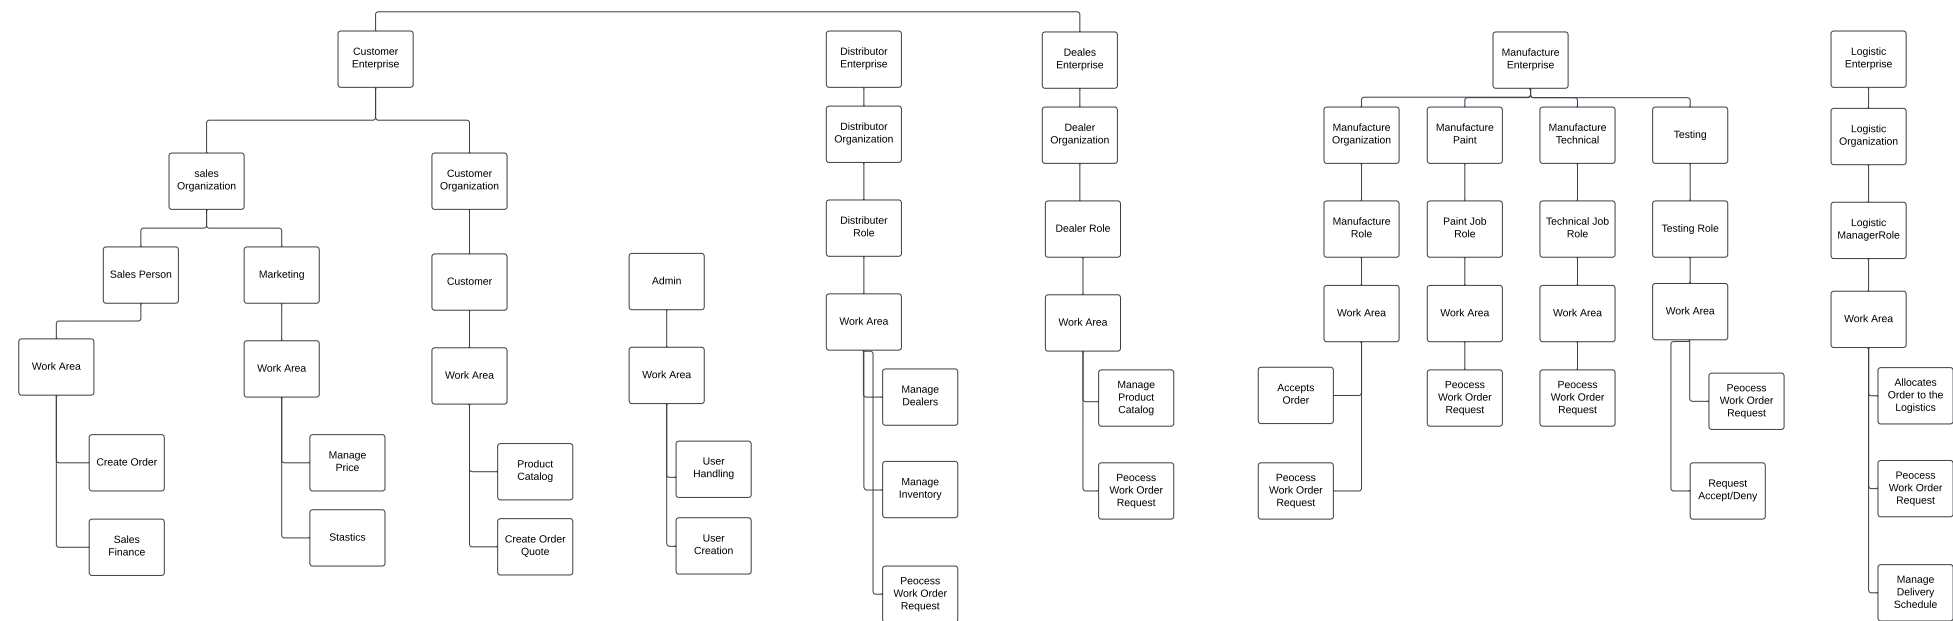 Customer
Enterprise
sales
Organization
Customer
Organization
Sales Person
Marketing
Customer
Work Area
Work Area
Work Area
Create Order
Sales
Finance
Manage
Price
Stastics
Product
Catalog
Create Order
Quote
Admin
Work Area
User
Handling
User
Creation
Distributor
Enterprise
Distributor
Organization
Distributer
Role
Work Area
Manage
Dealers
Manage
Inventory
Peocess
Work Order
Request
Deales
Enterprise
Dealer
Organization
Dealer Role
Work Area
Manage
Product
Catalog
Peocess
Work Order
Request
Manufacture
Enterprise
Manufacture
Organization
Manufacture
Role
Work Area
Accepts
Order
Peocess
Work Order
Request
Manufacture
Paint
Paint Job
Role
Work Area
Peocess
Work Order
Request
Manufacture
Technical
Technical Job
Role
Work Area
Peocess
Work Order
Request
Testing
Testing Role
Work Area
Peocess
Work Order
Request
Request
Accept/Deny
Logistic
Enterprise
Logistic
Organization
Logistic
ManagerRole
Work Area
Allocates
Order to the
Logistics
Peocess
Work Order
Request
Manage
Delivery
Schedule